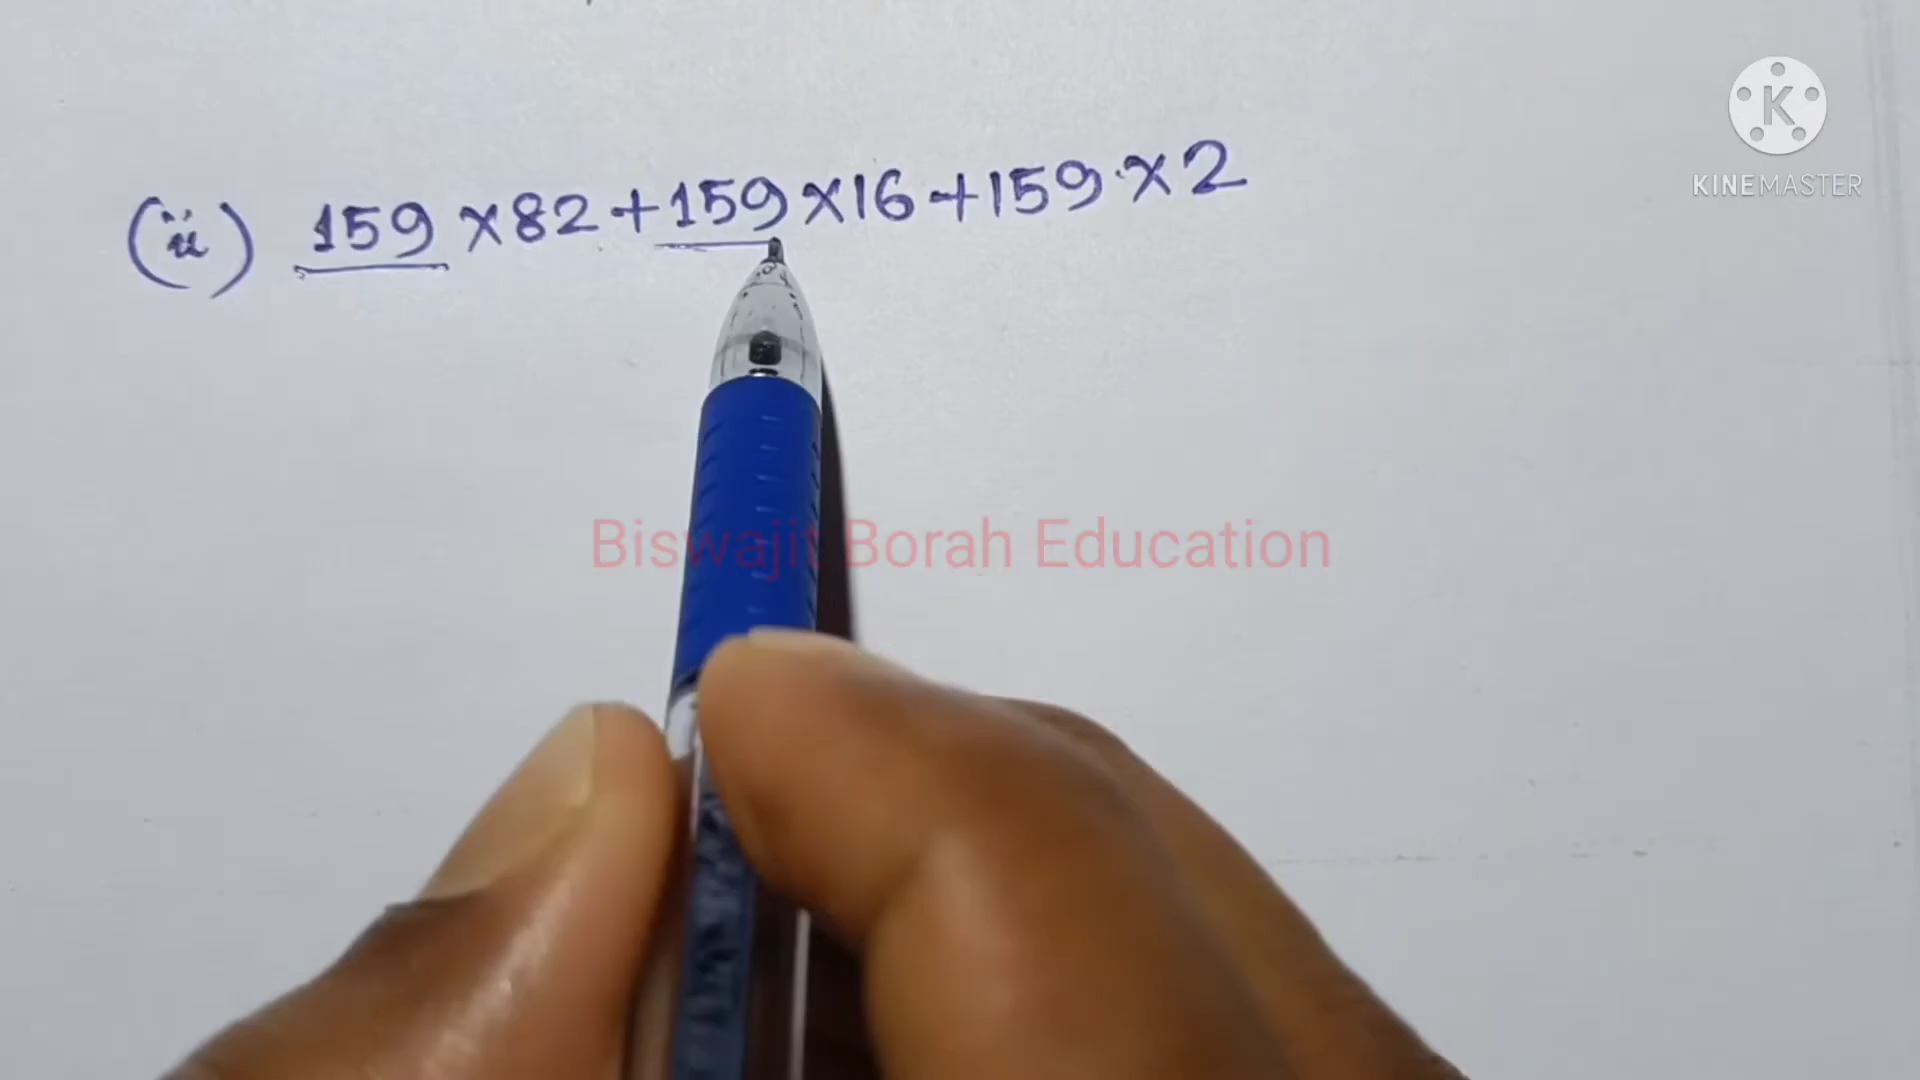 KINEMASTER
(ii) 159 × 82 + 159 × 16 + 159 × 2
Biswajit Borah Education